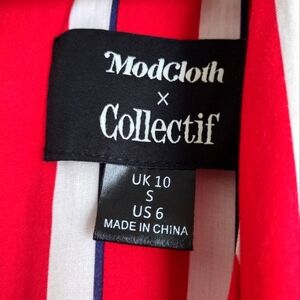 ModCloth
x
Collectif
UK 10
S
US 6
MADE IN CHINA